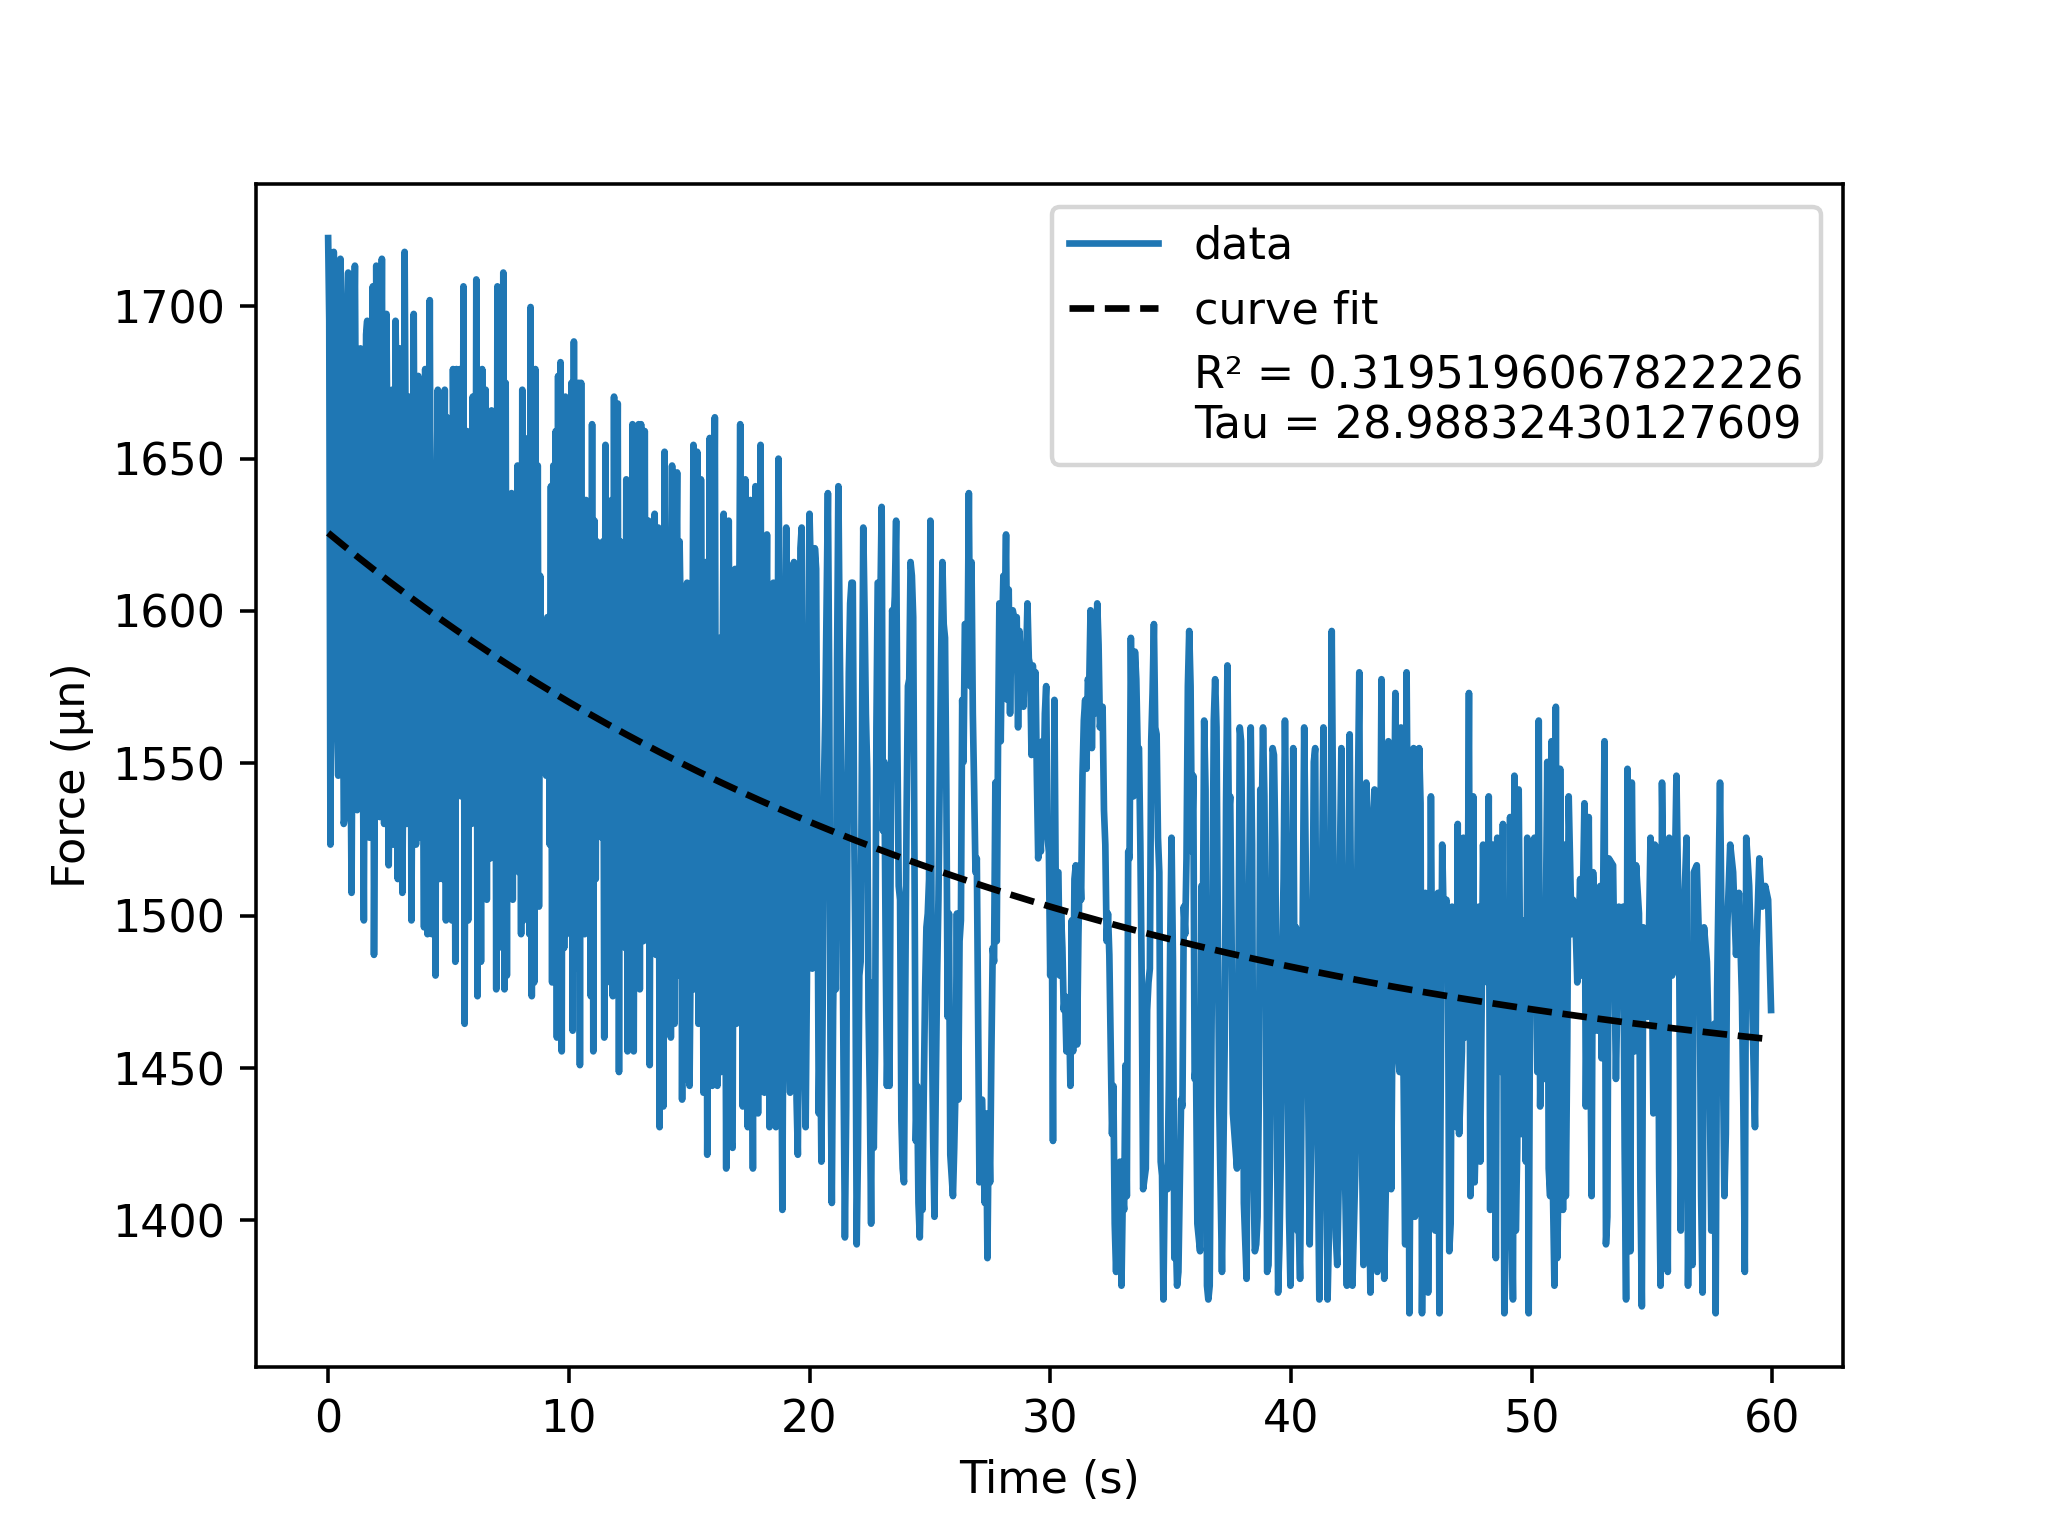 data
curve fit
R² = 0.3195196067822226
Tau = 28.98832430127609
Force (µn)
1700
1650
1600
1550
1500
1450
1400
0 10 20 30 40 50 60
Time (s)